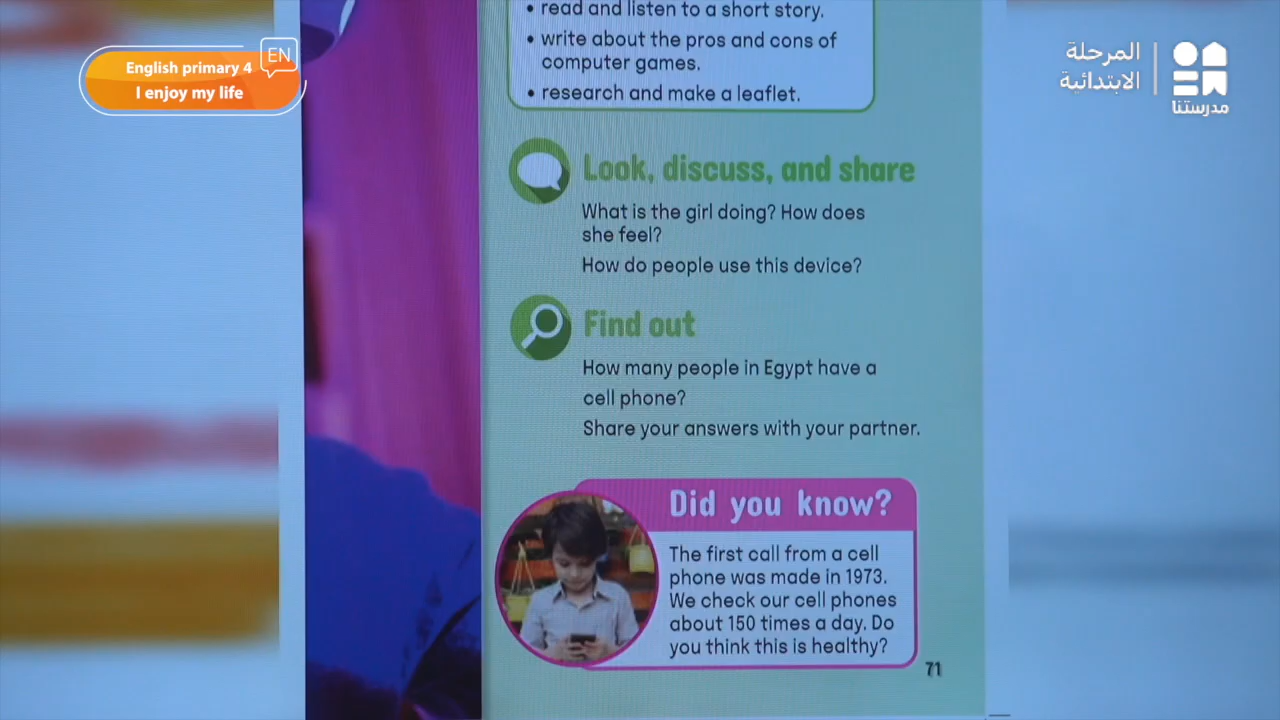 English primary 4
EN
I enjoy my life
المرحلة
الابتدائية
مدرستنا
• read and listen to a short story.
• write about the pros and cons of
computer games.
• research and make a leaflet.
Look, discuss, and share
What is the girl doing? How does
she feel?
How do people use this device?
Find out
How many people in Egypt have a
cell phone?
Share your answers with your partner.
Did you know?
The first call from a cell
phone was made in 1973.
We check our cell phones
about 150 times a day. Do
you think this is healthy?
71